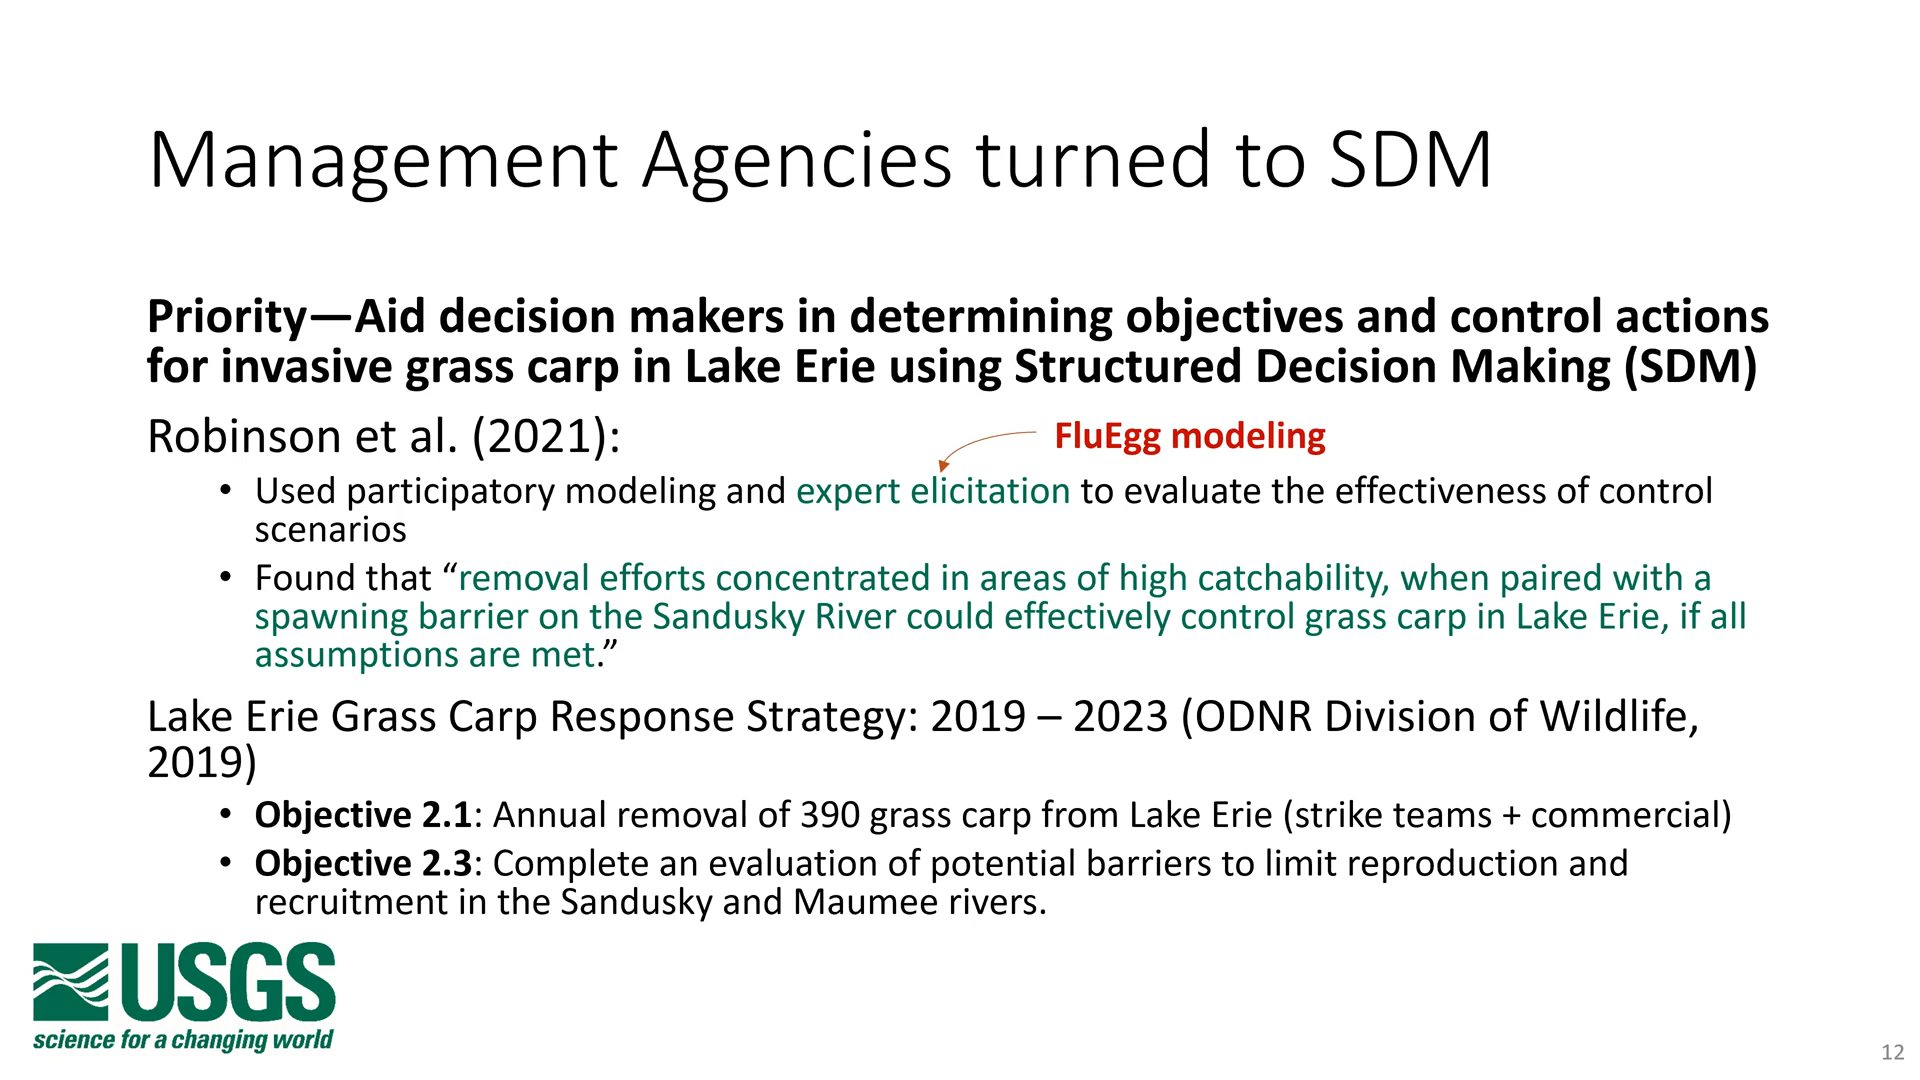 Management Agencies turned to SDM
Priority—Aid decision makers in determining objectives and control actions
for invasive grass carp in Lake Erie using Structured Decision Making (SDM)
Robinson et al. (2021):
FluEgg modeling
• Used participatory modeling and expert elicitation to evaluate the effectiveness of control
scenarios
• Found that “removal efforts concentrated in areas of high catchability, when paired with a
spawning barrier on the Sandusky River could effectively control grass carp in Lake Erie, if all
assumptions are met.”
Lake Erie Grass Carp Response Strategy: 2019 – 2023 (ODNR Division of Wildlife,
2019)
• Objective 2.1: Annual removal of 390 grass carp from Lake Erie (strike teams + commercial)
• Objective 2.3: Complete an evaluation of potential barriers to limit reproduction and
recruitment in the Sandusky and Maumee rivers.
USGS
science for a changing world
12